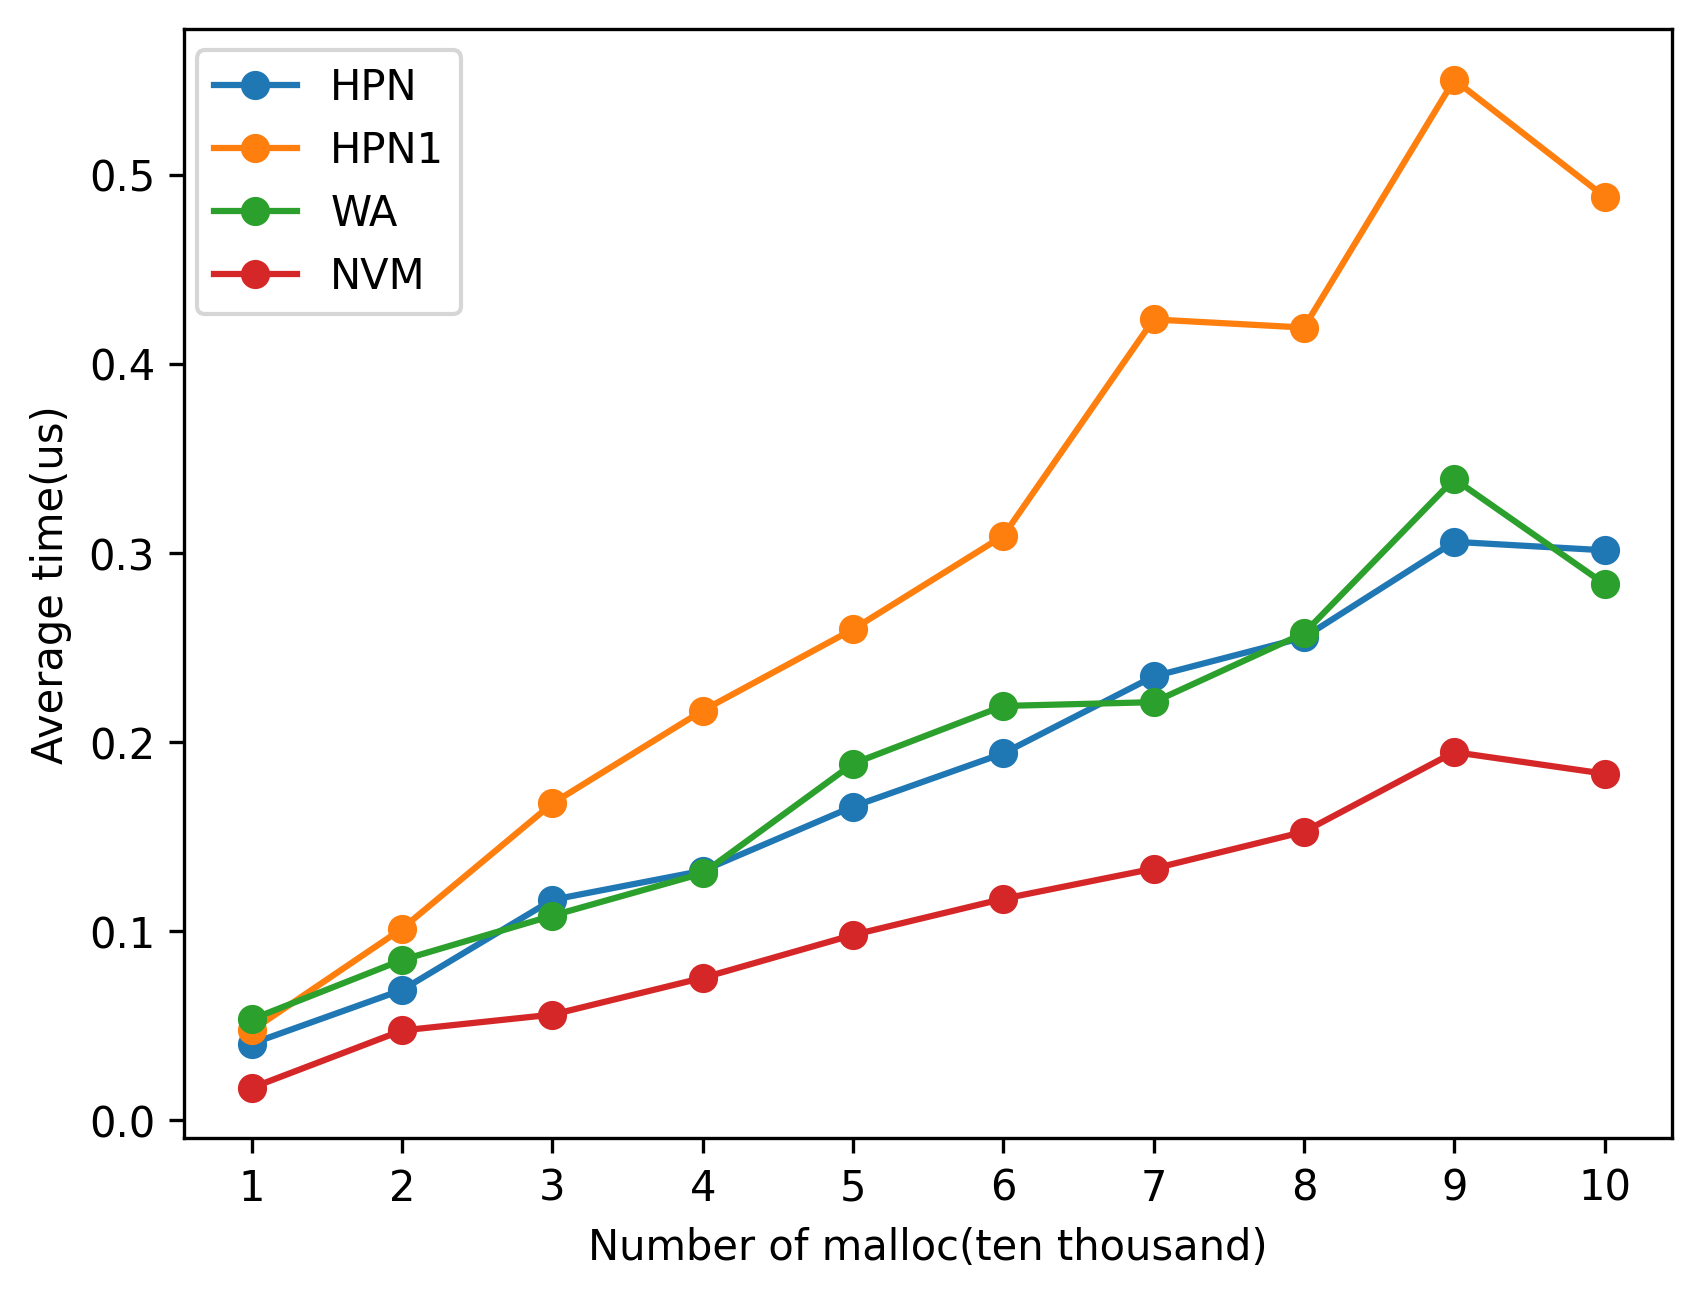 HPN
HPN1
WA
NVM
0.5
0.4
0.3
0.2
0.1
0.0
Average time(us)
1 2 3 4 5 6 7 8 9 10
Number of malloc(ten thousand)